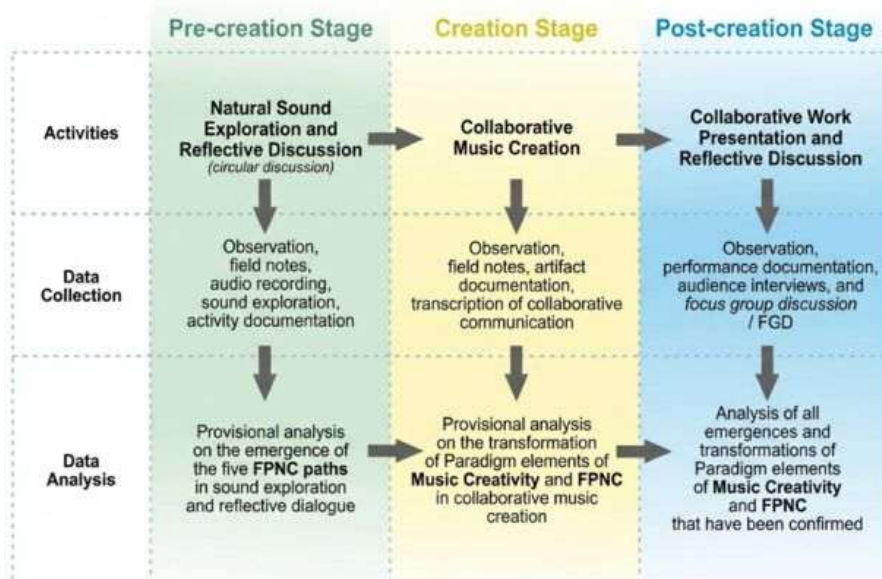 Pre-creation Stage
Creation Stage
Post-creation Stage
Activities
Natural Sound
Exploration and
Reflective Discussion
(circular discussion)
Collaborative
Music Creation
Collaborative Work
Presentation and
Reflective Discussion
Data
Collection
Observation,
field notes,
audio recording,
sound exploration,
activity documentation
Observation,
field notes, artifact
documentation,
transcription of collaborative
communication
Observation,
performance documentation,
audience interviews, and
focus group discussion
/ FGD
Data
Analysis
Provisional analysis
on the emergence of
the five FPNC paths
in sound exploration
and reflective dialogue
Provisional analysis
on the transformation
of Paradigm elements of
Music Creativity and FPNC
in collaborative music
creation
Analysis of all
emergences and
transformations of
Paradigm elements
of Music Creativity
and FPNC
that have been confirmed